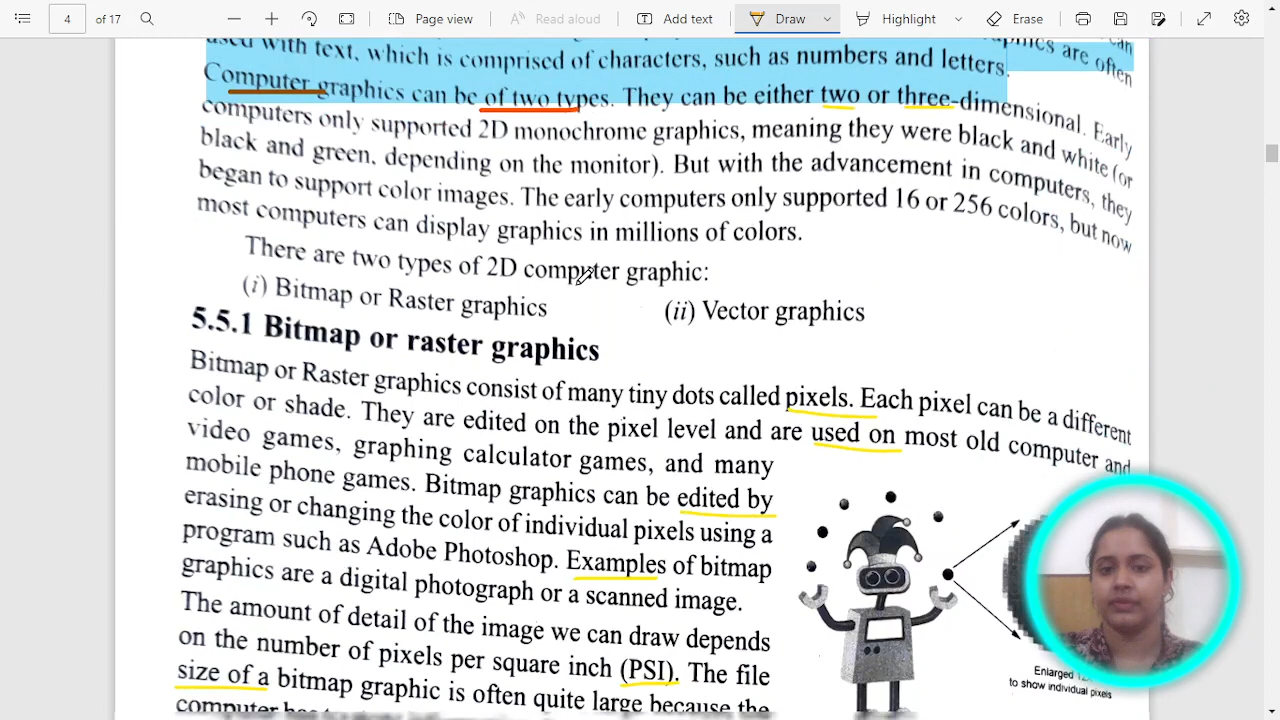 4 of 17 Page view Read aloud Add text Draw Highlight Erase
can
used with text, which is comprised of characters, such as numbers and letters. are often
Computer graphics can be of two types. They can be either two or three-dimensional. Early
computers only supported 2D monochrome graphics, meaning they were black and white (or
black and green, depending on the monitor). But with the advancement in computers, they
began to support color images. The early computers only supported 16 or 256 colors, but now
most computers can display graphics in millions of colors.
There are two types of 2D computer graphic:
(i) Bitmap or Raster graphics (ii) Vector graphics
5.5.1 Bitmap or raster graphics
Bitmap or Raster graphics consist of many tiny dots called pixels. Each pixel can be a different
color or shade. They are edited on the pixel level and are used on most old computer and
video games, graphing calculator games, and many
mobile phone games. Bitmap graphics can be edited by
erasing or changing the color of individual pixels using a
program such as Adobe Photoshop. Examples of bitmap
graphics are a digital photograph or a scanned image.
The amount of detail of the image we can draw depends
on the number of pixels per square inch (PSI). The file
size of a bitmap graphic is often quite large because the
computer
Enlarged
to show individual pixels